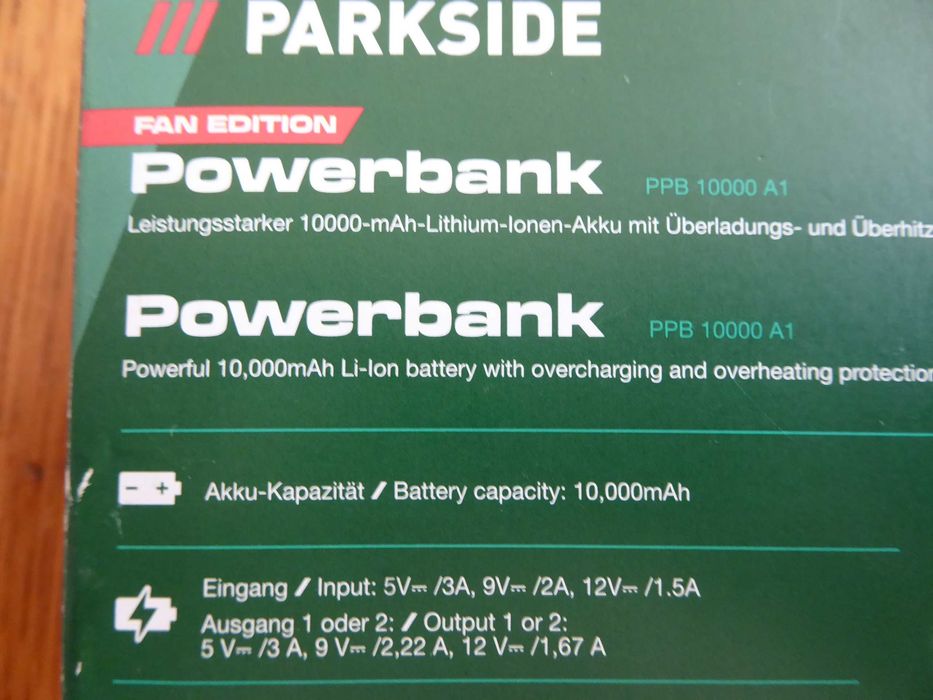 PARKSIDE
FAN EDITION
Powerbank PPB 10000 A1
Leistungsstarker 10000-mAh-Lithium-Ionen-Akku mit Überladungs- und Überhitz
Powerbank PPB 10000 A1
Powerful 10,000mAh Li-Ion battery with overcharging and overheating protection
Akku-Kapazität / Battery capacity: 10,000mAh
Eingang / Input: 5V⎓ /3A, 9V⎓ /2A, 12V⎓ /1.5A
Ausgang 1 oder 2: / Output 1 or 2:
5 V⎓ /3 A, 9 V⎓ /2,22 A, 12 V⎓ /1,67 A